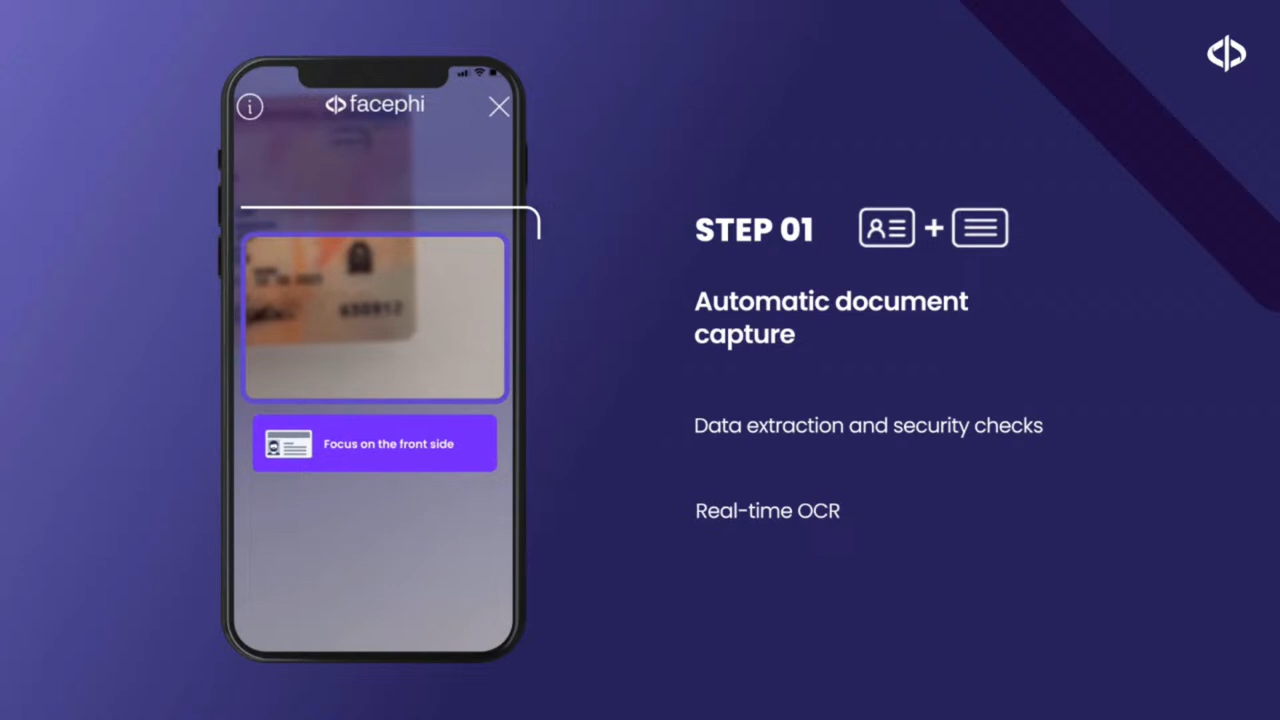 facephi
STEP 01
Automatic document
capture
Data extraction and security checks
Real-time OCR
630912
Focus on the front side